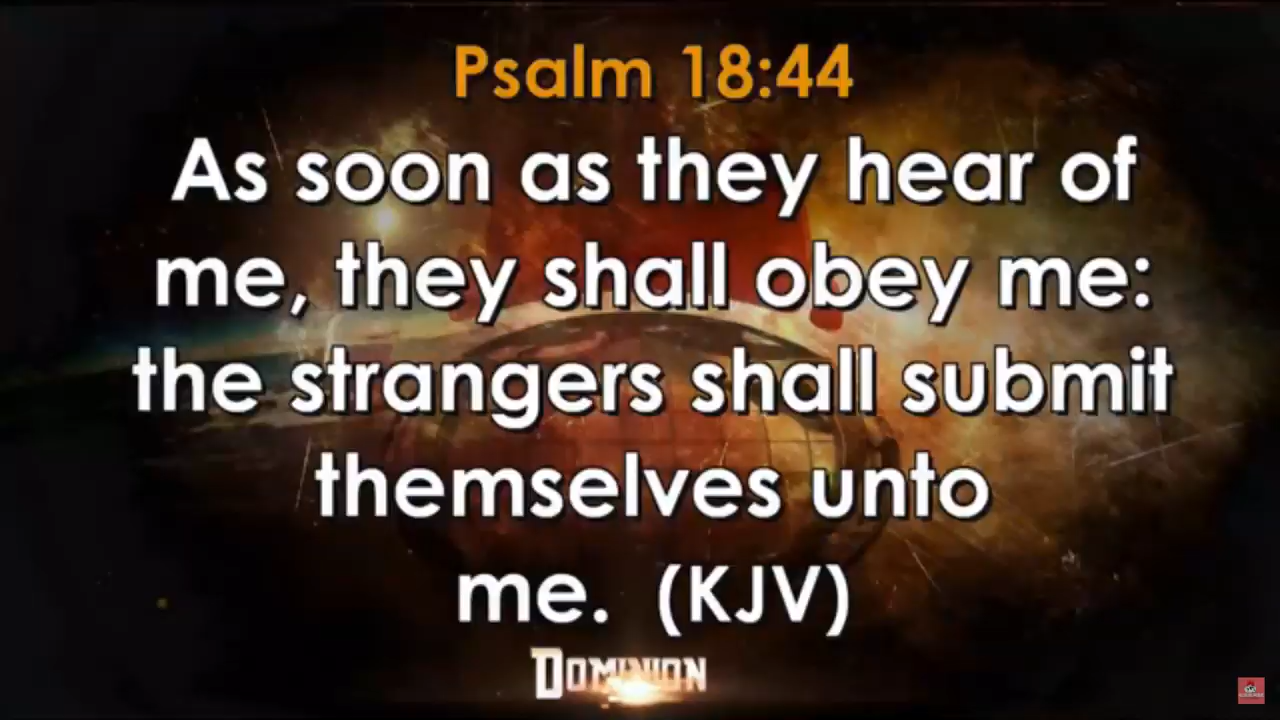 Psalm 18:44
As soon as they hear of
me, they shall obey me:
the strangers shall submit
themselves unto
me. (KJV)
DOMINION